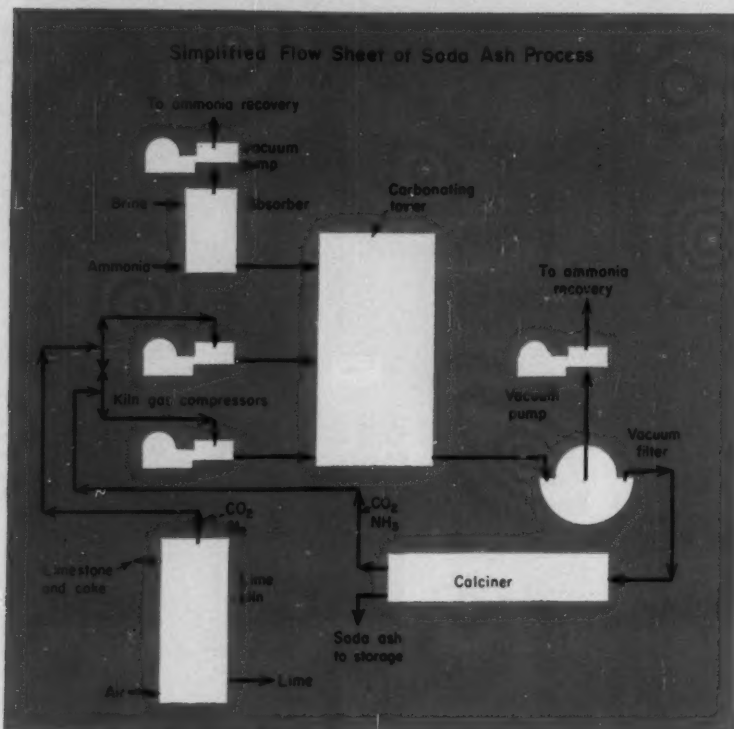 Simplified Flow Sheet of Soda Ash Process
To ammonia recovery
Vacuum
pump
Brine
Absorber
Ammonia
Carbonating
tower
To ammonia
recovery
Kiln gas compressors
Vacuum
pump
Vacuum
filter
CO₂
N₂
CO₂
NH₃
Limestone
and coke
Lime
kiln
Calciner
Soda ash
to storage
Air
Lime